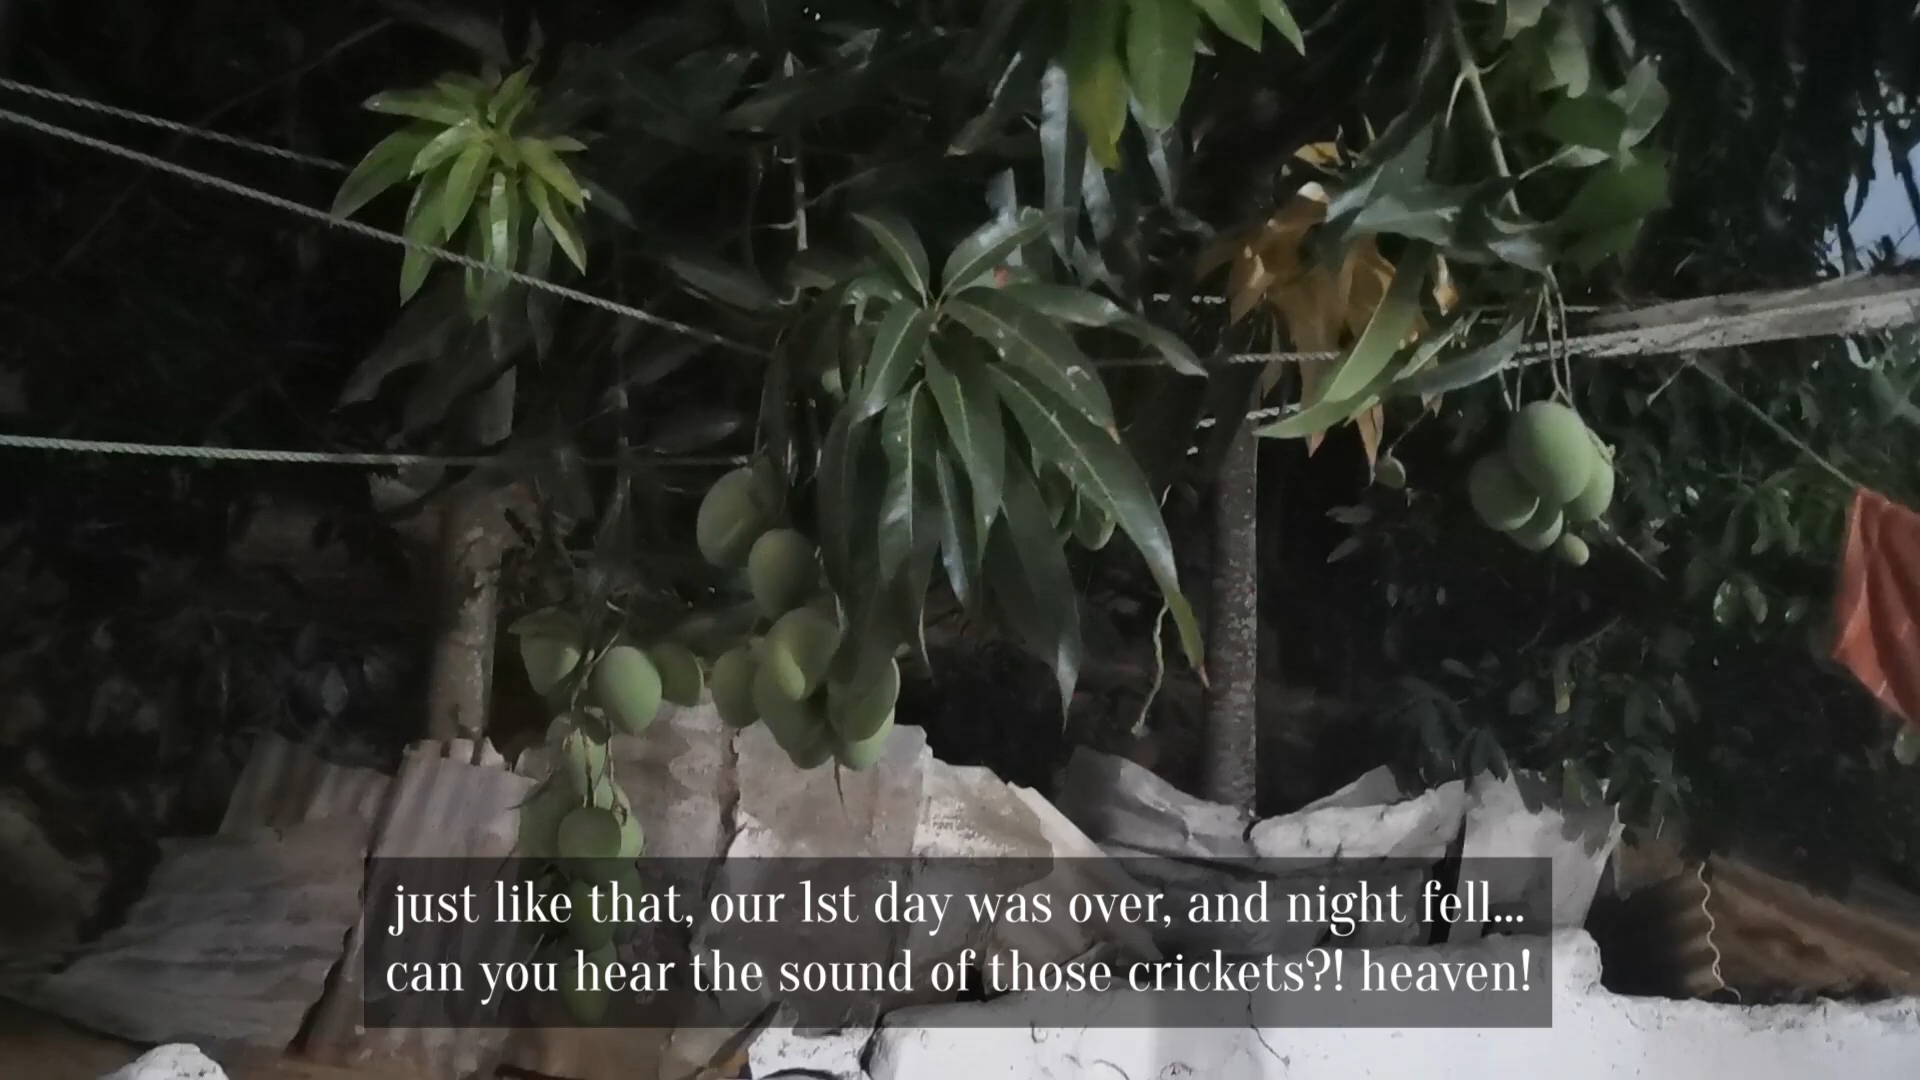 just like that, our 1st day was over, and night fell...
can you hear the sound of those crickets?! heaven!